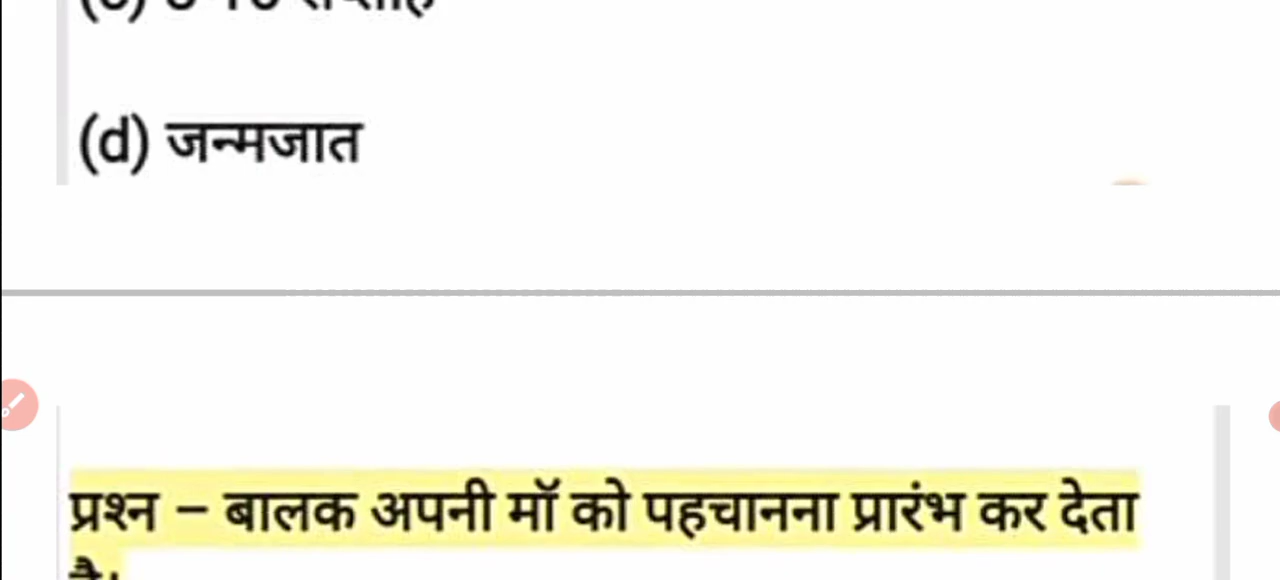 (d) जन्मजात
प्रश्न – बालक अपनी मॉ को पहचानना प्रारंभ कर देता
है।